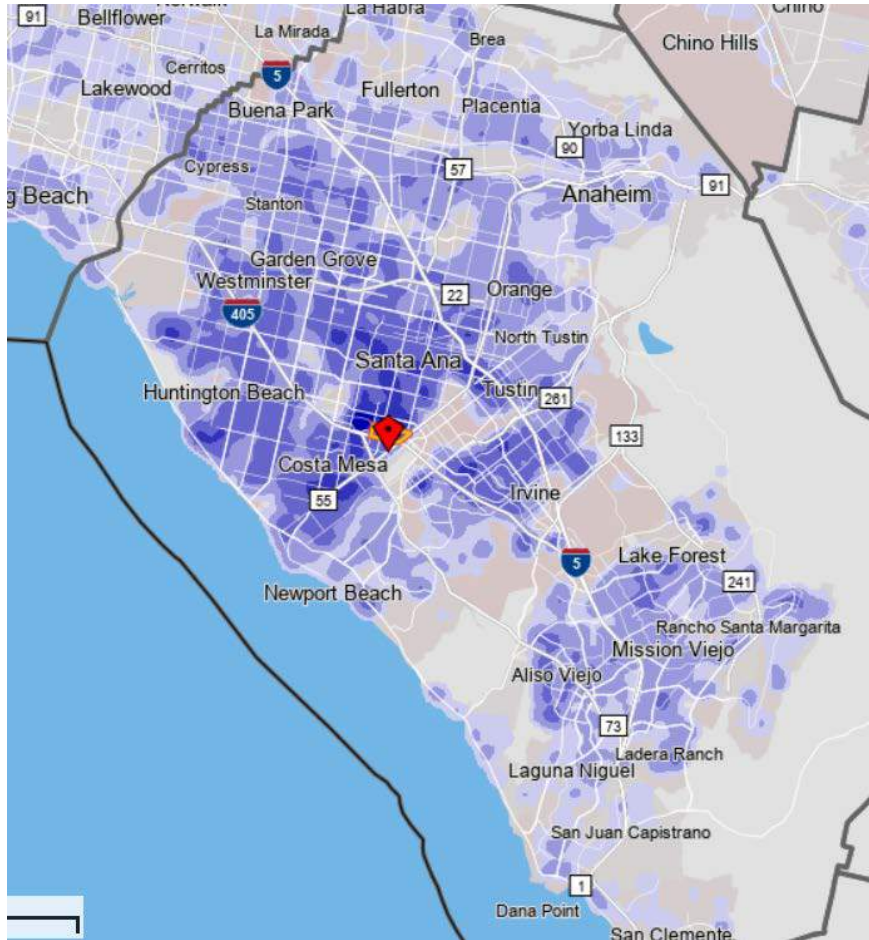 La Habra
91
Bellflower
Norwalk
Chino
La Mirada
Brea
Chino Hills
Cerritos
5
Lakewood
Fullerton
Buena Park
Placentia
Yorba Linda
90
Cypress
57
91
g Beach
Stanton
Anaheim
Garden Grove
Westminster
22
Orange
405
North Tustin
Santa Ana
Huntington Beach
Tustin
261
133
Costa Mesa
55
Irvine
5
Lake Forest
241
Newport Beach
Rancho Santa Margarita
Mission Viejo
Aliso Viejo
73
Ladera Ranch
Laguna Niguel
San Juan Capistrano
1
Dana Point
San Clemente